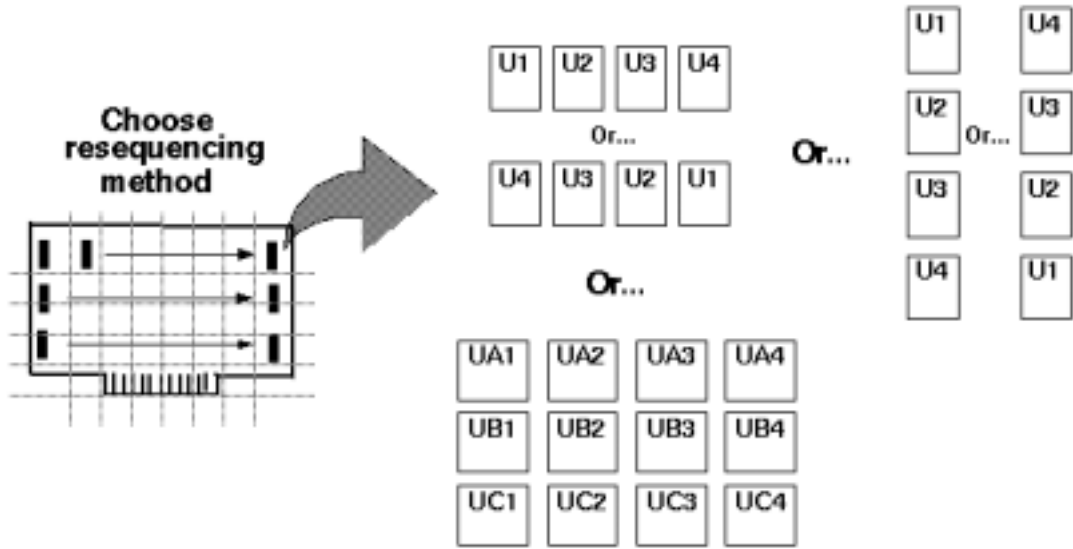 Choose
resequencing
method
U1 U2 U3 U4
Or...
U4 U3 U2 U1
Or...
UA1 UA2 UA3 UA4
UB1 UB2 UB3 UB4
UC1 UC2 UC3 UC4
Or...
U1 U4
U2 Or... U3
U3 U2
U4 U1